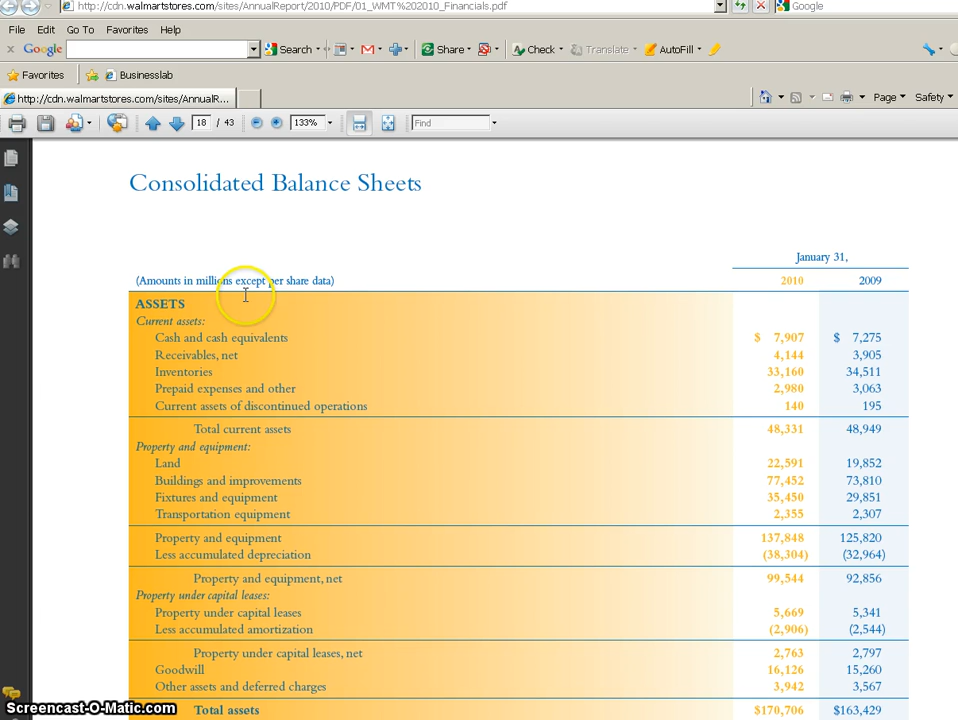 http://cdn.walmartstores.com/sites/AnnualReport/2010/PDF/01_WMT%202010_Financials.pdf
Google
File Edit Go To Favorites Help
x Google Search Share Check Translate AutoFill
Favorites Businesslab
http://cdn.walmartstores.com/sites/AnnualR... Page Safety
18 / 43 133% Find
Consolidated Balance Sheets
January 31,
(Amounts in millions except per share data) 2010 2009
ASSETS
Current assets:
Cash and cash equivalents $ 7,907 $ 7,275
Receivables, net 4,144 3,905
Inventories 33,160 34,511
Prepaid expenses and other 2,980 3,063
Current assets of discontinued operations 140 195
Total current assets 48,331 48,949
Property and equipment:
Land 22,591 19,852
Buildings and improvements 77,452 73,810
Fixtures and equipment 35,450 29,851
Transportation equipment 2,355 2,307
Property and equipment 137,848 125,820
Less accumulated depreciation (38,304) (32,964)
Property and equipment, net 99,544 92,856
Property under capital leases:
Property under capital leases 5,669 5,341
Less accumulated amortization (2,906) (2,544)
Property under capital leases, net 2,763 2,797
Goodwill 16,126 15,260
Other assets and deferred charges 3,942 3,567
Total assets $170,706 $163,429
Screencast-O-Matic.com